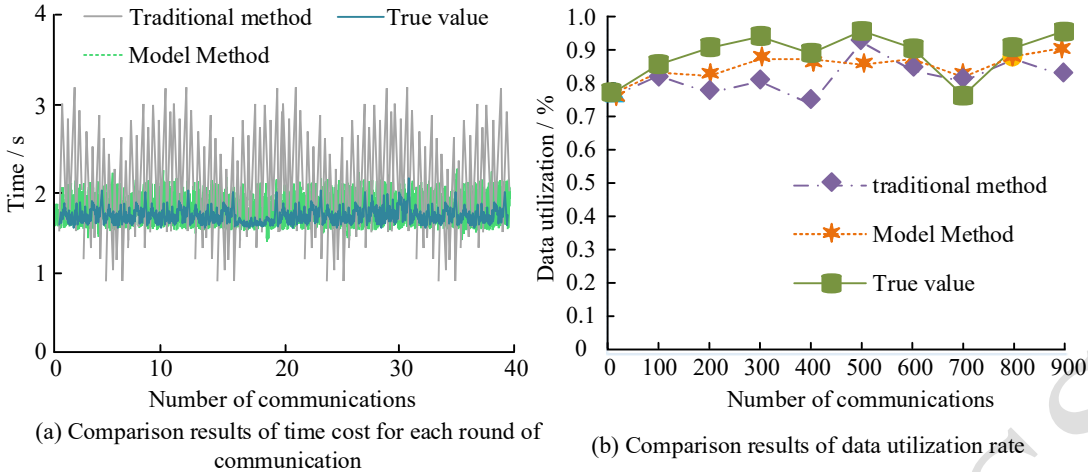 4
3
2
1
0
Time / s
Traditional method
True value
Model Method
0
10
20
30
40
Number of communications
(a) Comparison results of time cost for each round of
communication
1.0
0.9
0.8
0.7
0.6
0.5
0.4
0.3
0.2
0.1
0
Data utilization / %
traditional method
Model Method
True value
0 100 200 300 400 500 600 700 800 900
Number of communications
(b) Comparison results of data utilization rate